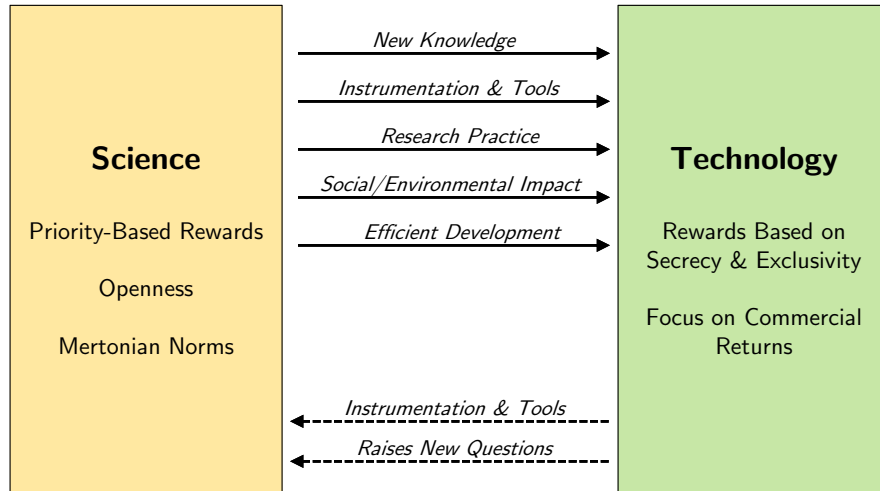 Science
Priority-Based Rewards
Openness
Mertonian Norms
New Knowledge
Instrumentation & Tools
Research Practice
Social/Environmental Impact
Efficient Development
Instrumentation & Tools
Raises New Questions
Technology
Rewards Based on
Secrecy & Exclusivity
Focus on Commercial
Returns